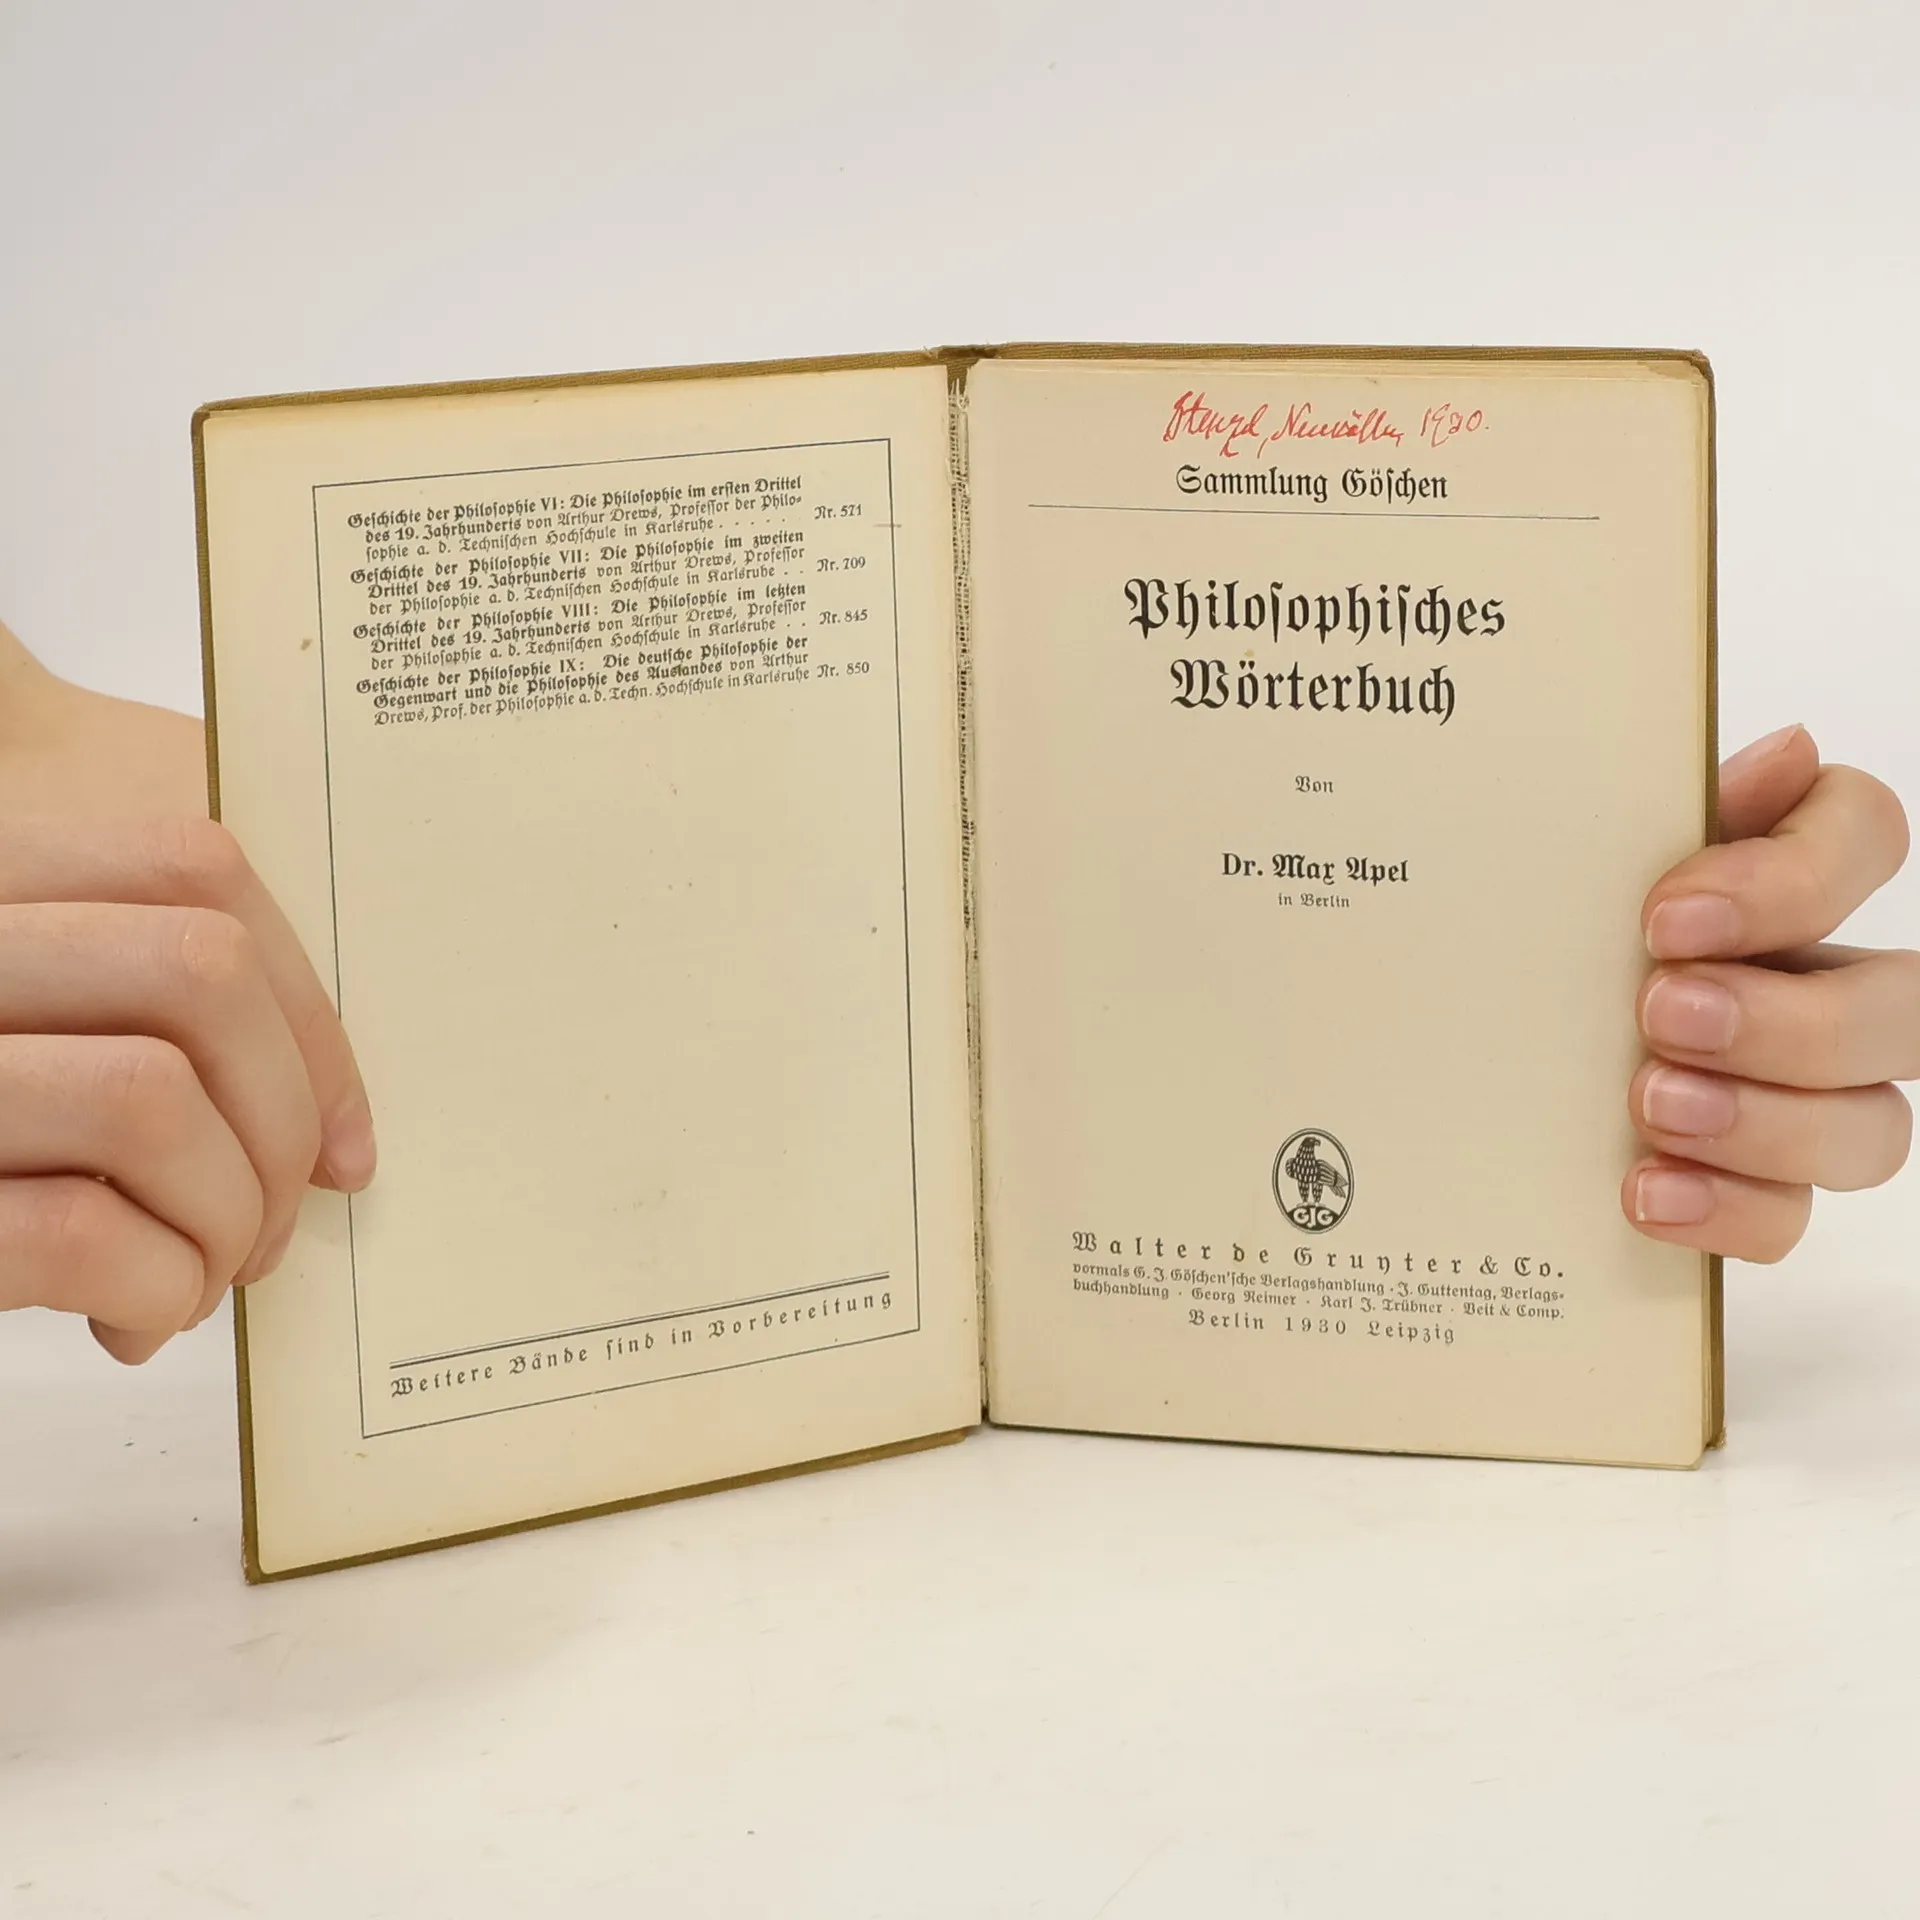 Geschichte der Philosophie VI: Die Philosophie im ersten Drittel
des 19. Jahrhunderts von Arthur Drews, Professor der Philo-
sophie a. d. Technischen Hochschule in Karlsruhe . . . . . Nr. 571
Geschichte der Philosophie VII: Die Philosophie im zweiten
Drittel des 19. Jahrhunderts von Arthur Drews, Professor
der Philosophie a. d. Technischen Hochschule in Karlsruhe . . Nr. 709
Geschichte der Philosophie VIII: Die Philosophie im letzten
Drittel des 19. Jahrhunderts von Arthur Drews, Professor
der Philosophie a. d. Technischen Hochschule in Karlsruhe . . Nr. 845
Geschichte der Philosophie IX: Die deutsche Philosophie der
Gegenwart und die Philosophie des Auslandes von Arthur
Drews, Prof. der Philosophie a. d. Techn. Hochschule in Karlsruhe Nr. 850
Weitere Bände sind in Vorbereitung
1930.
Sammlung Göschen
Philosophisches
Wörterbuch
Von
Dr. Max Apel
in Berlin
GJG
Walter de Gruyter & Co.
vormals G. J. Göschen'sche Verlagshandlung · J. Guttentag, Verlags-
buchhandlung · Georg Reimer · Karl J. Trübner · Veit & Comp.
Berlin 1930 Leipzig